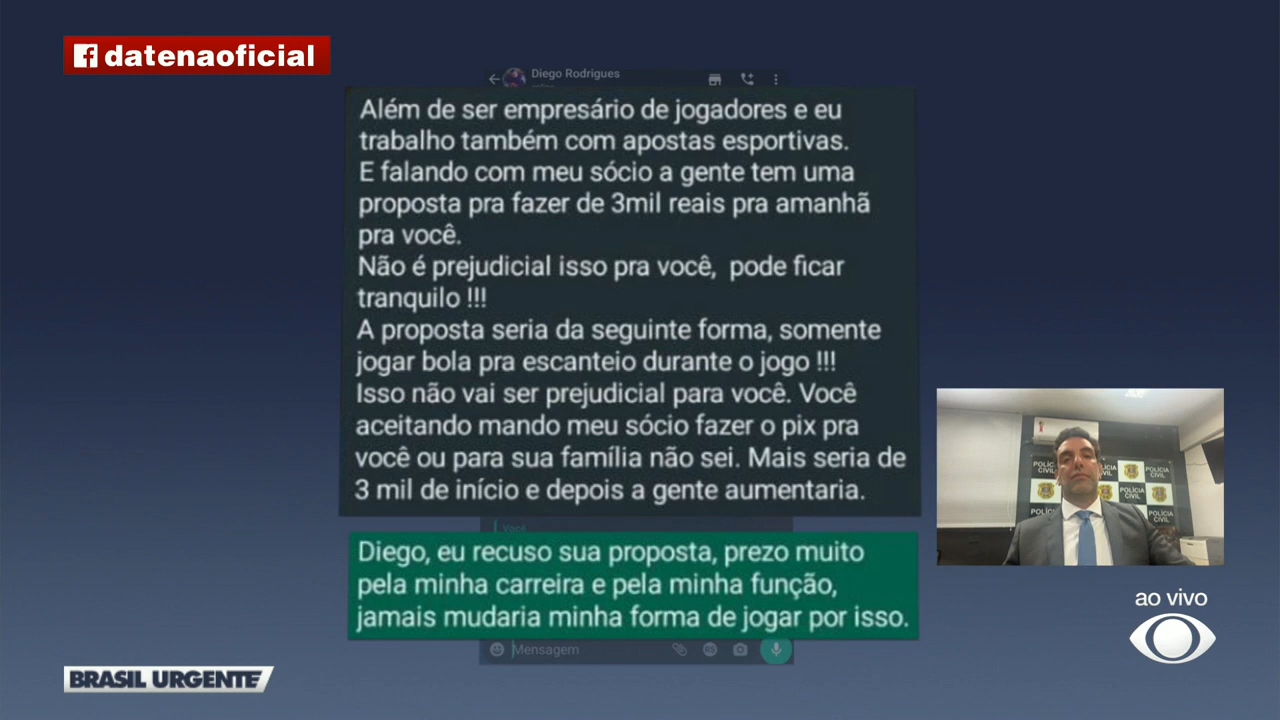 datenaoficial
Diego Rodrigues
Além de ser empresário de jogadores e eu
trabalho também com apostas esportivas.
E falando com meu sócio a gente tem uma
proposta pra fazer de 3mil reais pra amanhã
pra você.
Não é prejudicial isso pra você, pode ficar
tranquilo !!!
A proposta seria da seguinte forma, somente
jogar bola pra escanteio durante o jogo !!!
Isso não vai ser prejudicial para você. Você
aceitando mando meu sócio fazer o pix pra
você ou para sua família não sei. Mais seria de
3 mil de início e depois a gente aumentaria.
Você
Diego, eu recuso sua proposta, prezo muito
pela minha carreira e pela minha função,
jamais mudaria minha forma de jogar por isso.
Mensagem
POLÍCIA CIVIL
POLÍCIA CIVIL
POLÍCIA CIVIL
POLÍCIA
ao vivo
BRASIL URGENTE